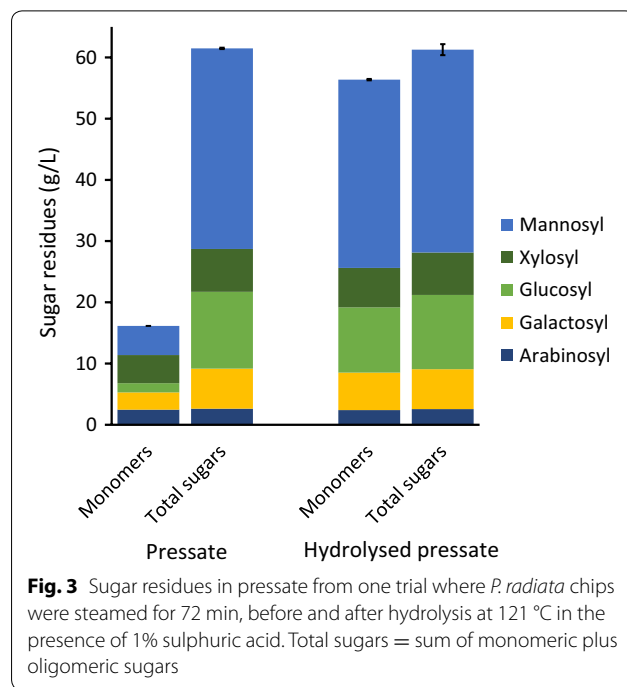 60
50
40
30
20
10
0
Sugar residues (g/L)
Mannosyl
Xylosyl
Glucosyl
Galactosyl
Arabinosyl
Monomers
Total sugars
Monomers
Total sugars
Pressate
Hydrolysed pressate
Fig. 3 Sugar residues in pressate from one trial where P. radiata chips
were steamed for 72 min, before and after hydrolysis at 121 °C in the
presence of 1% sulphuric acid. Total sugars = sum of monomeric plus
oligomeric sugars